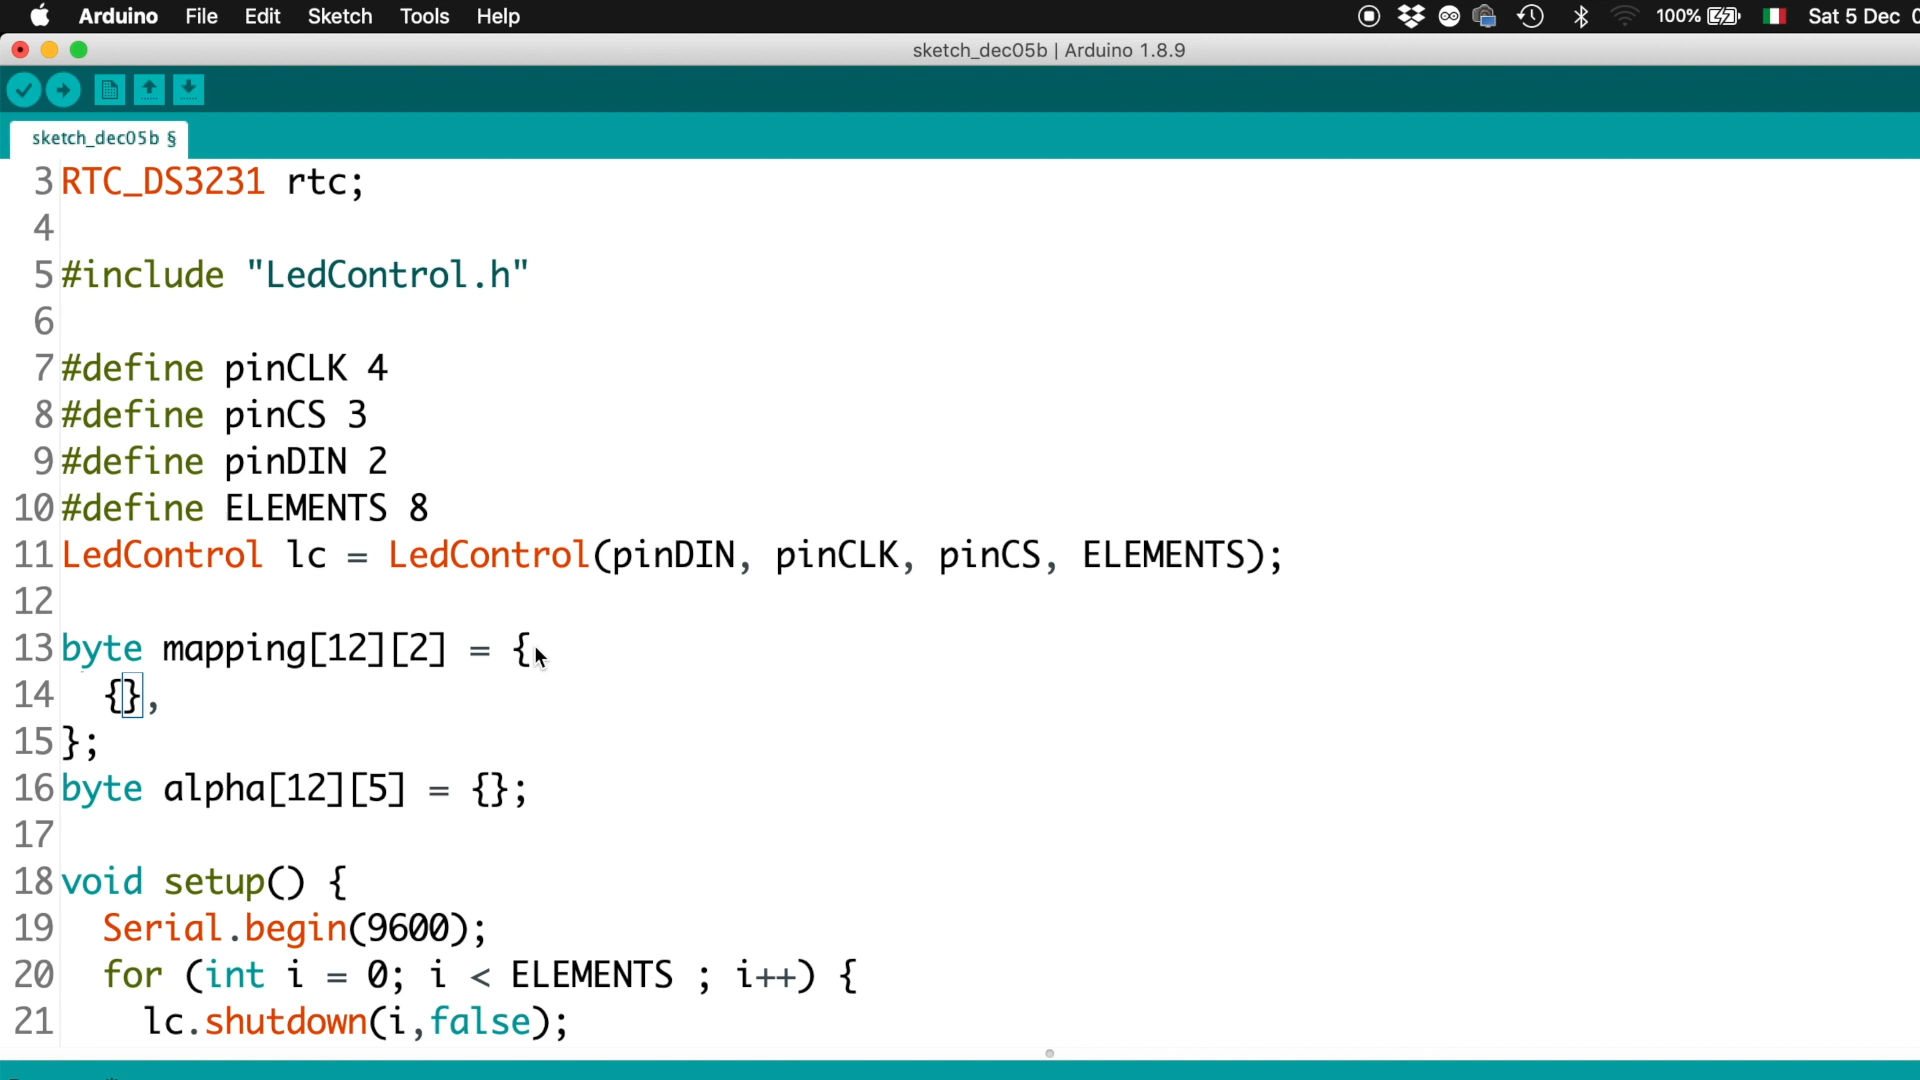 Arduino File Edit Sketch Tools Help 100% Sat 5 Dec
sketch_dec05b | Arduino 1.8.9
sketch_dec05b §
3 RTC_DS3231 rtc;
4
5 #include "LedControl.h"
6
7 #define pinCLK 4
8 #define pinCS 3
9 #define pinDIN 2
10 #define ELEMENTS 8
11 LedControl lc = LedControl(pinDIN, pinCLK, pinCS, ELEMENTS);
12
13 byte mapping[12][2] = {
14 {},
15 };
16 byte alpha[12][5] = {};
17
18 void setup() {
19 Serial.begin(9600);
20 for (int i = 0; i < ELEMENTS ; i++) {
21 lc.shutdown(i,false);